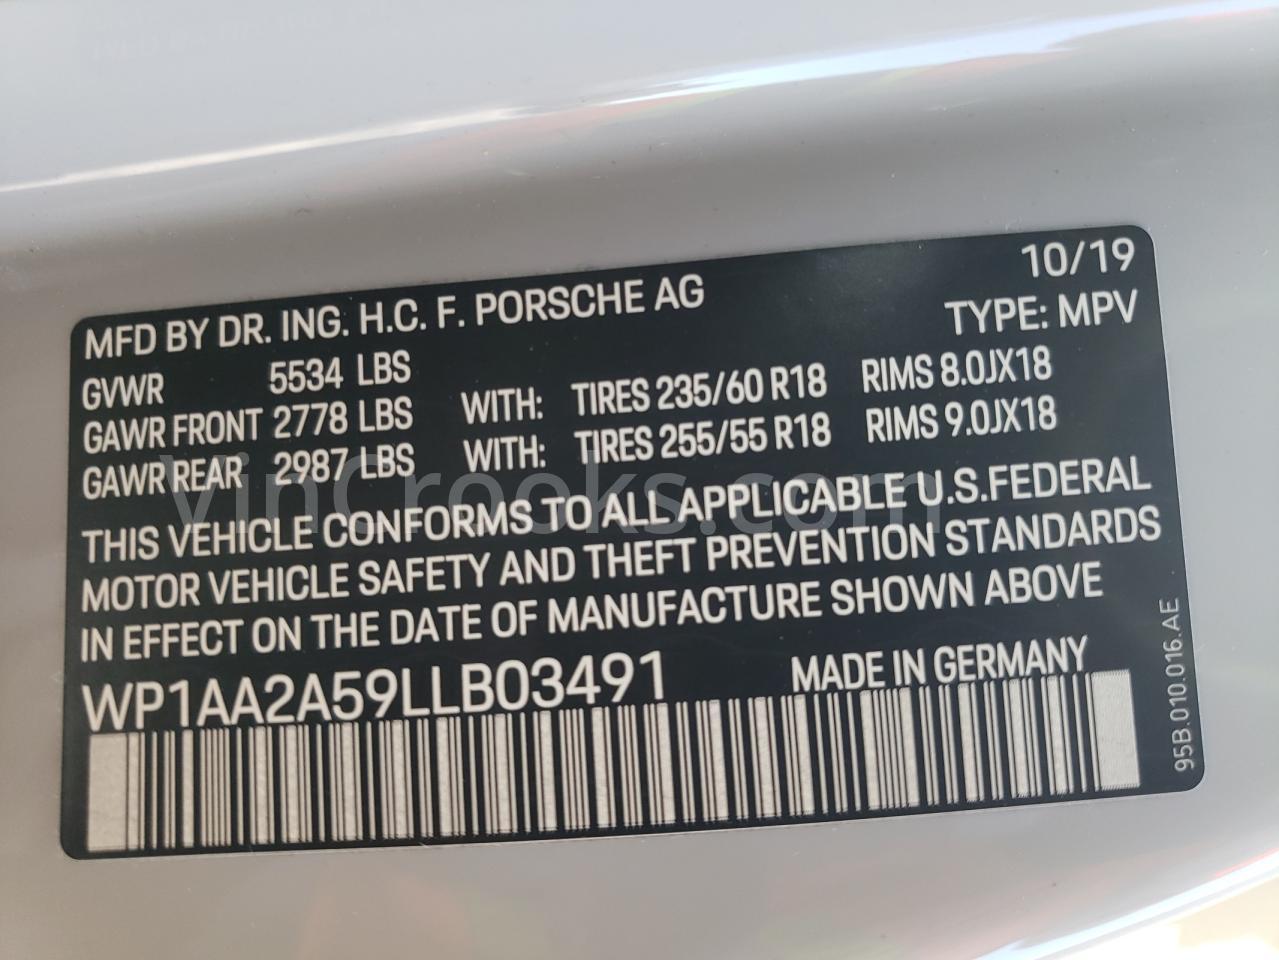 10/19
MFD BY DR. ING. H.C. F. PORSCHE AG
TYPE: MPV
GVWR 5534 LBS
GAWR FRONT 2778 LBS WITH: TIRES 235/60 R18 RIMS 8.0JX18
GAWR REAR 2987 LBS WITH: TIRES 255/55 R18 RIMS 9.0JX18
THIS VEHICLE CONFORMS TO ALL APPLICABLE U.S.FEDERAL
MOTOR VEHICLE SAFETY AND THEFT PREVENTION STANDARDS
IN EFFECT ON THE DATE OF MANUFACTURE SHOWN ABOVE
WP1AA2A59LLB03491 MADE IN GERMANY
95B.010.016.AE
VinCrooks.com